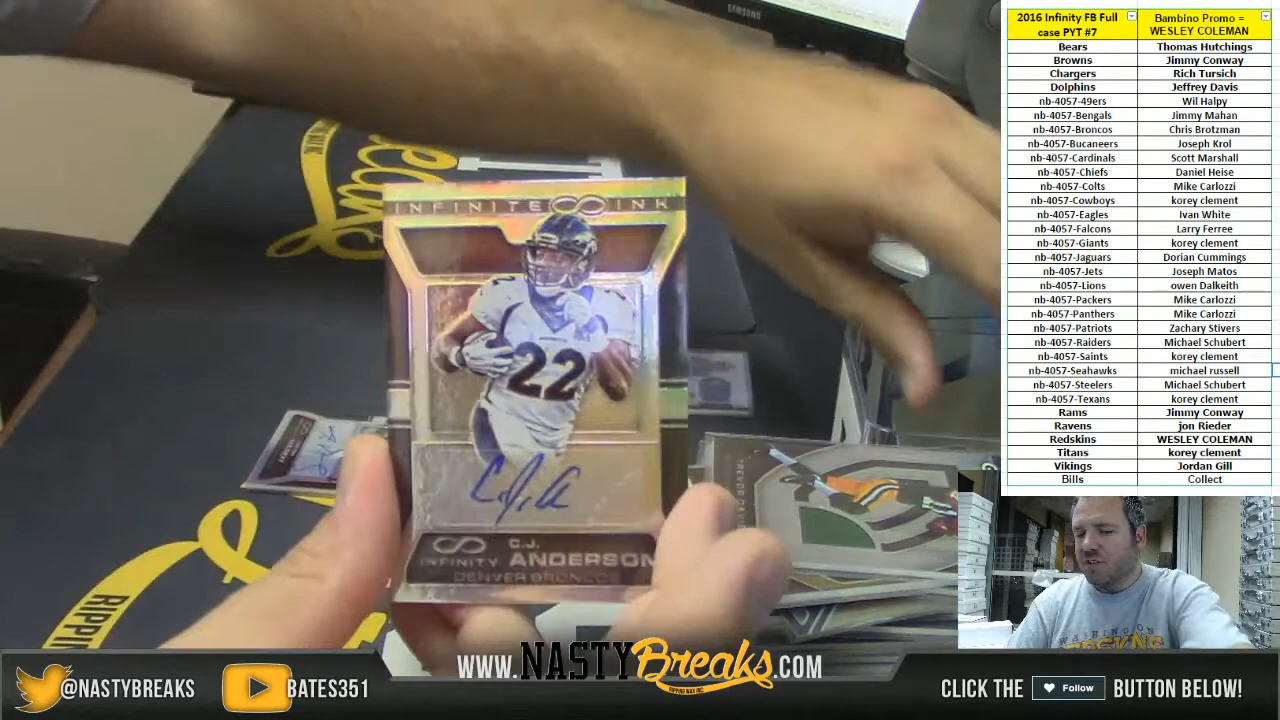 SAMSUNG
INFINITE INK
22
C.J.
INFINITY ANDERSON
DENVER BRONCOS
TREVOR DAVIS
RIPPIN
2016 Infinity FB Full case PYT #7 Bambino Promo = WESLEY COLEMAN
Bears Thomas Hutchings
Browns Jimmy Conway
Chargers Rich Tursich
Dolphins Jeffrey Davis
nb-4057-49ers Wil Halpy
nb-4057-Bengals Jimmy Mahan
nb-4057-Broncos Chris Brotzman
nb-4057-Bucaneers Joseph Krol
nb-4057-Cardinals Scott Marshall
nb-4057-Chiefs Daniel Heise
nb-4057-Colts Mike Carlozzi
nb-4057-Cowboys korey clement
nb-4057-Eagles Ivan White
nb-4057-Falcons Larry Ferree
nb-4057-Giants korey clement
nb-4057-Jaguars Dorian Cummings
nb-4057-Jets Joseph Matos
nb-4057-Lions owen Dalkeith
nb-4057-Packers Mike Carlozzi
nb-4057-Panthers Mike Carlozzi
nb-4057-Patriots Zachary Stivers
nb-4057-Raiders Michael Schubert
nb-4057-Saints korey clement
nb-4057-Seahawks michael russell
nb-4057-Steelers Michael Schubert
nb-4057-Texans korey clement
Rams Jimmy Conway
Ravens jon Rieder
Redskins WESLEY COLEMAN
Titans korey clement
Vikings Jordan Gill
Bills Collect
WASHINGTON
@NASTYBREAKS
BATES351
WWW.NASTYBreaks.COM
RIPPING WAX INC.
CLICK THE Follow BUTTON BELOW!